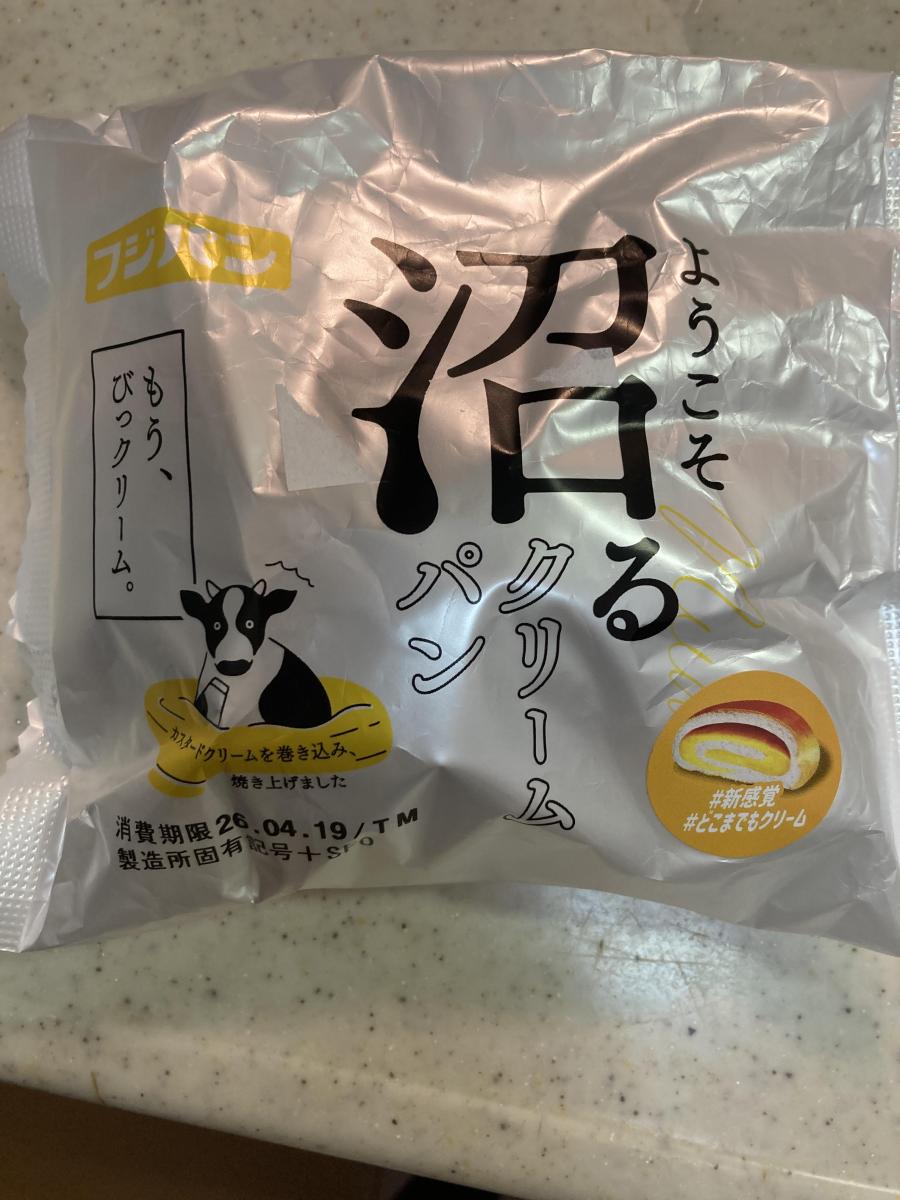 フジパン
ようこそ
沼る
クリーム
パン
もう、
びっクリーム。
カスタードクリームを巻き込み、
焼き上げました
消費期限26.04.19/TM
製造所固有記号+
#新感覚
#どこまでもクリーム